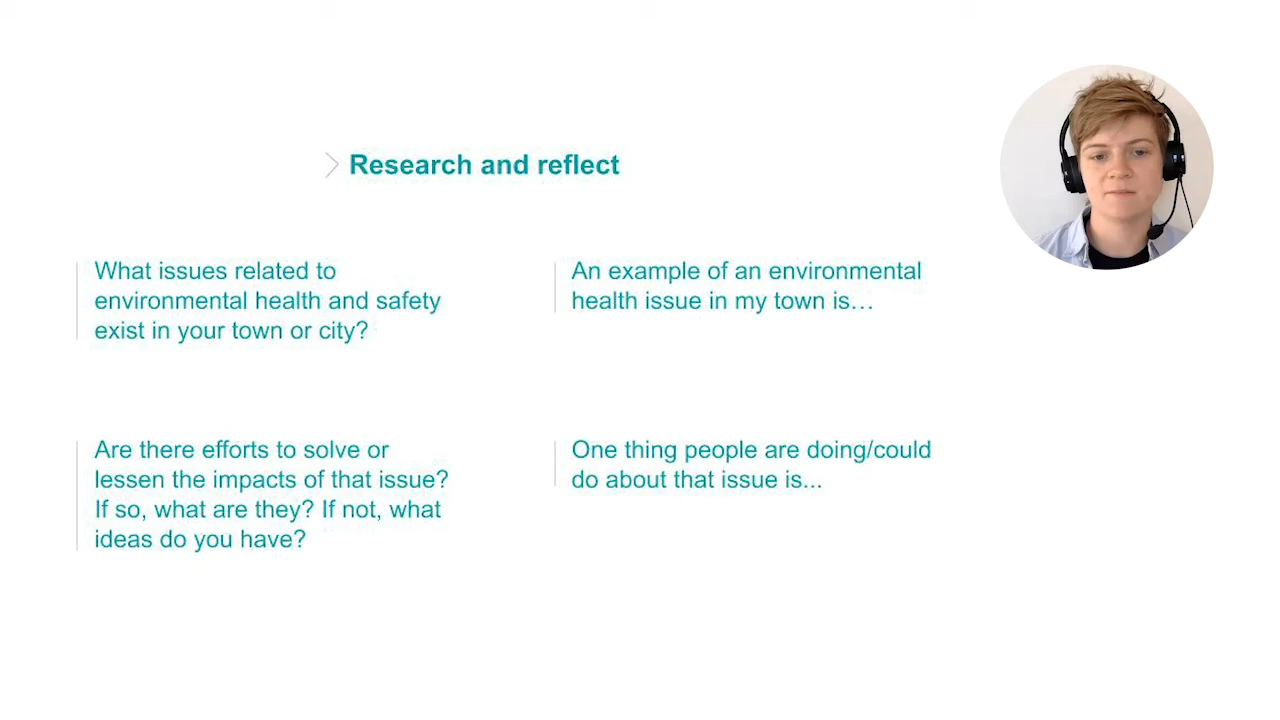 Research and reflect
What issues related to
environmental health and safety
exist in your town or city?
An example of an environmental
health issue in my town is…
Are there efforts to solve or
lessen the impacts of that issue?
If so, what are they? If not, what
ideas do you have?
One thing people are doing/could
do about that issue is...